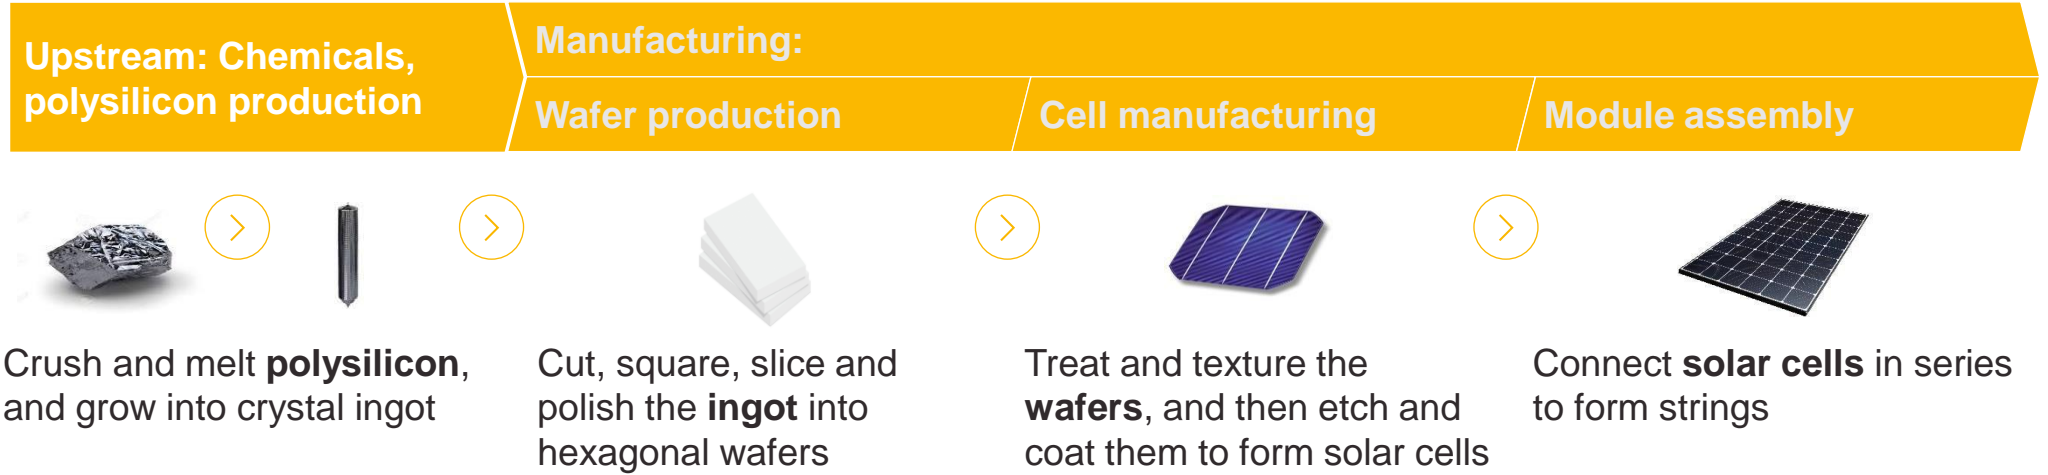 Upstream: Chemicals,
polysilicon production
Manufacturing:
Wafer production
Cell manufacturing
Module assembly
Crush and melt polysilicon,
and grow into crystal ingot
Cut, square, slice and
polish the ingot into
hexagonal wafers
Treat and texture the
wafers, and then etch and
coat them to form solar cells
Connect solar cells in series
to form strings